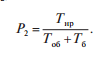 P₂ = Tпр / (Tоб + Tб).